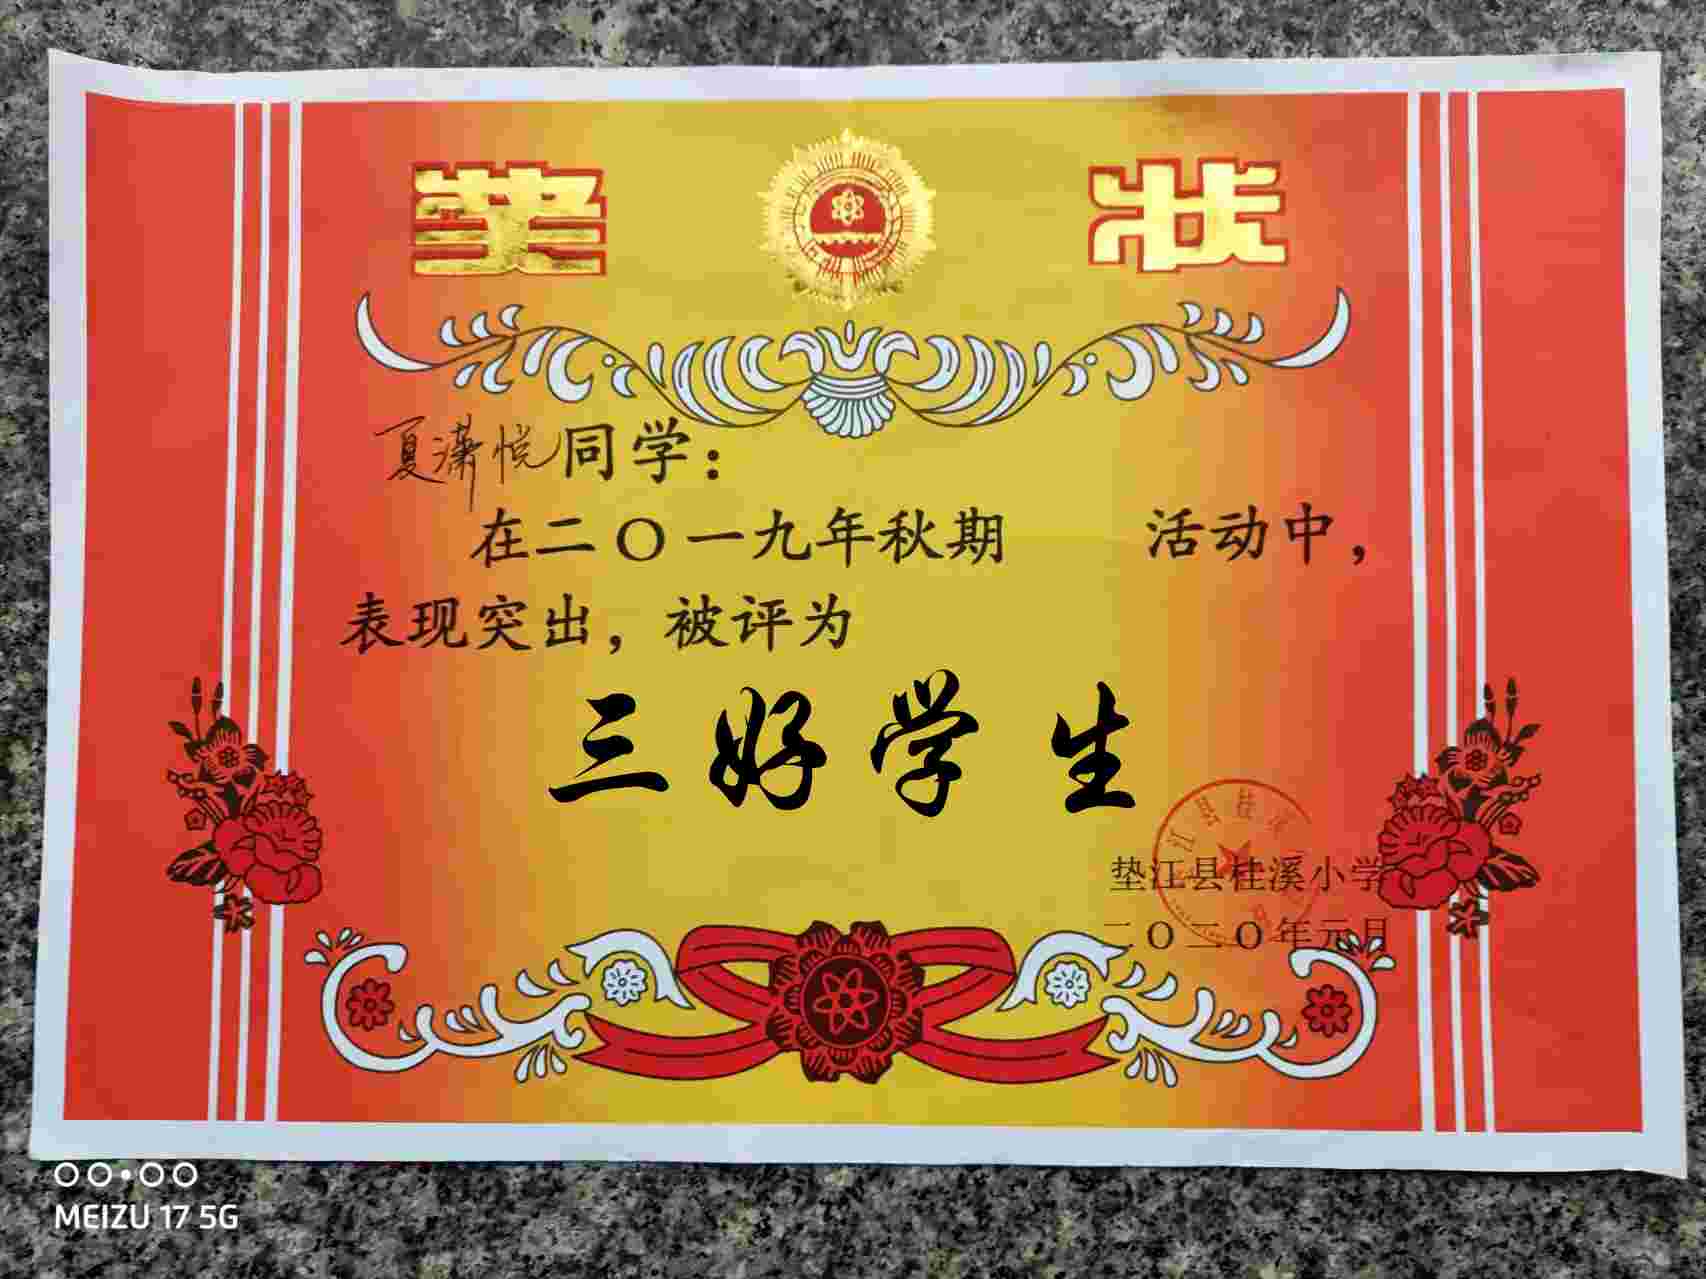 奖 状
夏潇悦同学：
在二〇一九年秋期 活动中，
表现突出，被评为
三好学生
江县桂溪
垫江县桂溪小学
二〇二〇年元月
MEIZU 17 5G